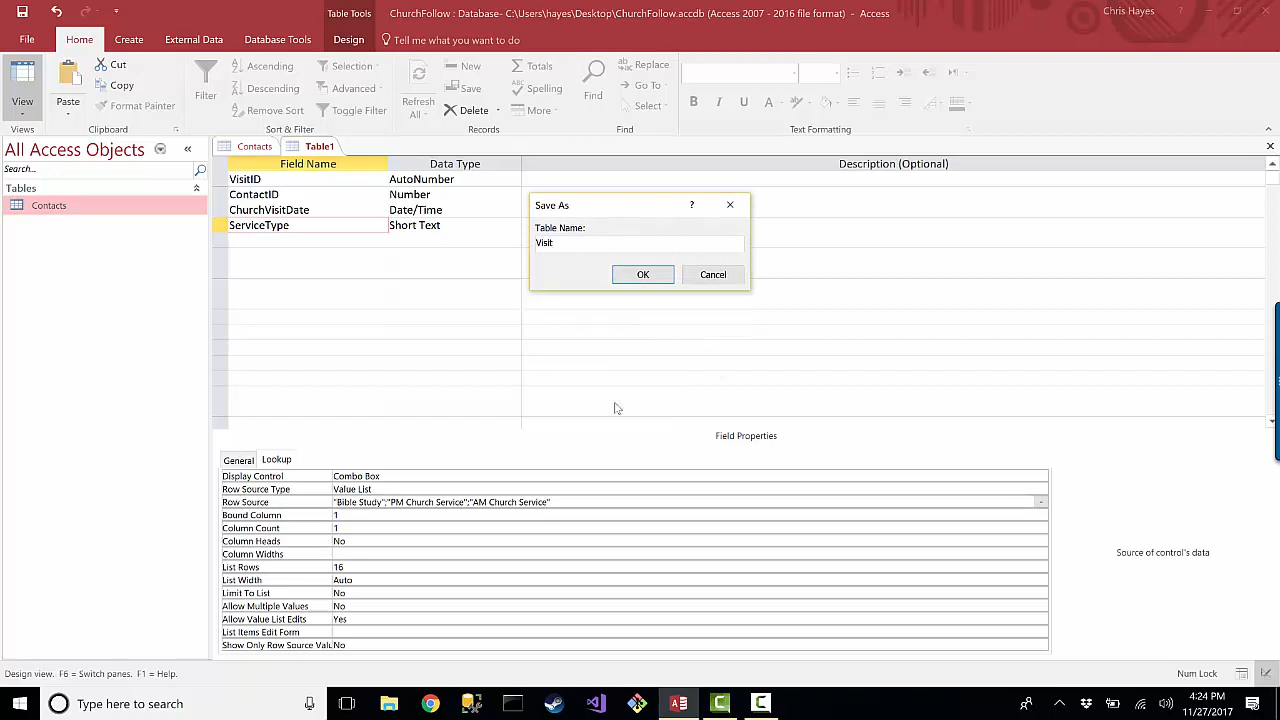 Table Tools
ChurchFollow : Database- C:\Users\hayes\Desktop\ChurchFollow.accdb (Access 2007 - 2016 file format) - Access
Chris Hayes
?
File
Home
Create
External Data
Database Tools
Design
Tell me what you want to do
View
Paste
Cut
Copy
Format Painter
Filter
Ascending
Descending
Remove Sort
Selection
Advanced
Toggle Filter
Refresh
All
New
Save
Delete
Totals
Spelling
More
Find
Replace
Go To
Select
B I U A
Views
Clipboard
Sort & Filter
Records
Find
Text Formatting
All Access Objects
Search...
Tables
Contacts
Contacts
Table1
Field Name
Data Type
Description (Optional)
VisitID
AutoNumber
ContactID
Number
ChurchVisitDate
Date/Time
ServiceType
Short Text
Save As
?
Table Name:
Visit
OK
Cancel
Field Properties
General
Lookup
Display Control
Combo Box
Row Source Type
Value List
Row Source
"Bible Study";"PM Church Service";"AM Church Service"
Bound Column
1
Column Count
1
Column Heads
No
Column Widths
List Rows
16
List Width
Auto
Limit To List
No
Allow Multiple Values
No
Allow Value List Edits
Yes
List Items Edit Form
Show Only Row Source Valu
No
Source of control's data
Design view. F6 = Switch panes. F1 = Help.
Num Lock
Type here to search
4:24 PM
11/27/2017